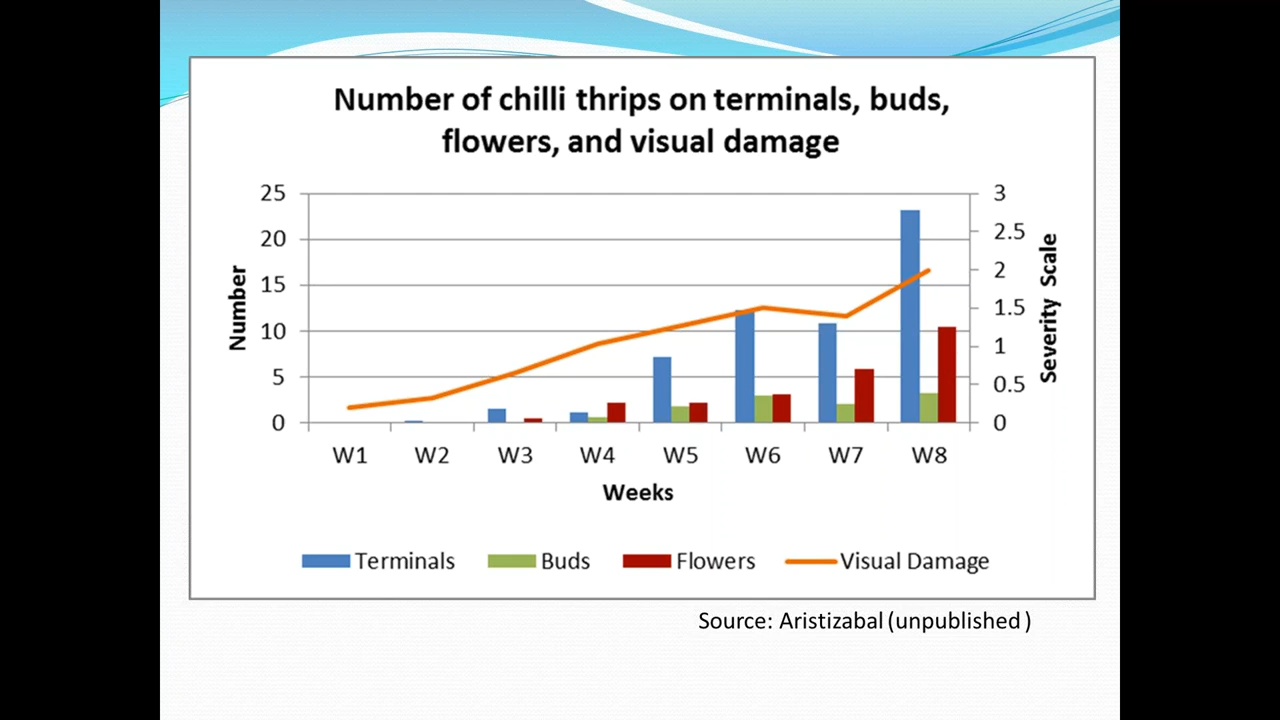 Number of chilli thrips on terminals, buds,
flowers, and visual damage
25
20
15
10
5
0
Number
3
2.5
2
1.5
1
0.5
0
Severity Scale
W1 W2 W3 W4 W5 W6 W7 W8
Weeks
Terminals Buds Flowers Visual Damage
Source: Aristizabal (unpublished )